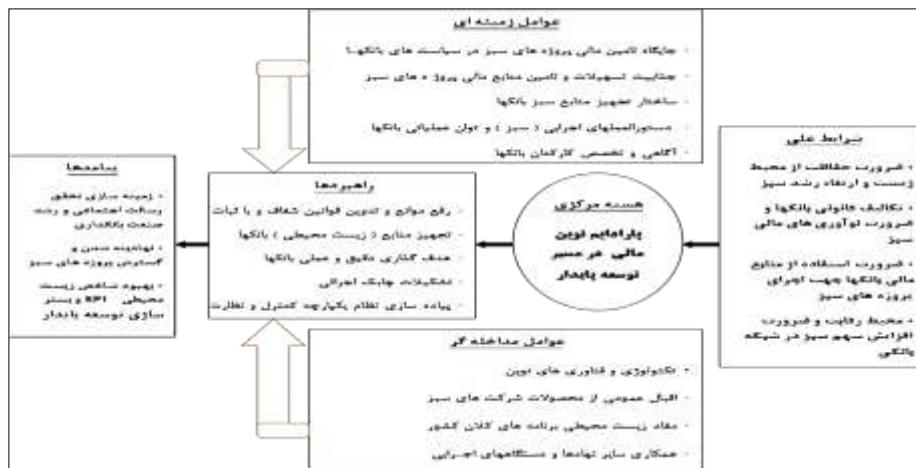 عوامل زمینه ای
- جایگاه تامین مالی پروژه های سبز در سیاست های بانکها
- جذابیت تسهیلات و تامین منابع مالی پروژه های سبز
- ساختار تجهیز منابع سبز بانکها
- دستورالعملهای اجرایی ( سبز ) و توان عملیاتی بانکها
- آگاهی و تخصص کارکنان بانکها
شرایط علی
• ضرورت حفاظت از محیط
زیست و ارتقاء رشد سبز
• تکالیف قانونی بانکها و
ضرورت نوآوری های مالی
سبز
• ضرورت استفاده از منابع
مالی بانکها جهت اجرای
پروژه های سبز
• محیط رقابت و ضرورت
افزایش سهم سبز در شبکه
بانکی
هسته مرکزی
پارادایم نوین
مالی در مسیر
توسعه پایدار
راهبردها
- رفع موانع و تدوین قوانین شفاف و با ثبات
- تجهیز منابع ( زیست محیطی ) بانکها
- هدف گذاری دقیق و عملی بانکها
- تشکیلات چابک اجرائی
- پیاده سازی نظام یکپارچه کنترل و نظارت
پیامدها
• زمینه سازی تحقق
رسالت اجتماعی و رشد
صنعت بانکداری
• نهادینه شدن و
گسترش پروژه های سبز
• بهبود شاخص زیست
محیطی EPI و بستر
سازی توسعه پایدار
عوامل مداخله گر
• تکنولوژی و فناوری های نوین
- اقبال عمومی از محصولات شرکت های سبز
- مفاد زیست محیطی برنامه های کلان کشور
- همکاری سایر نهادها و دستگاههای اجرایی